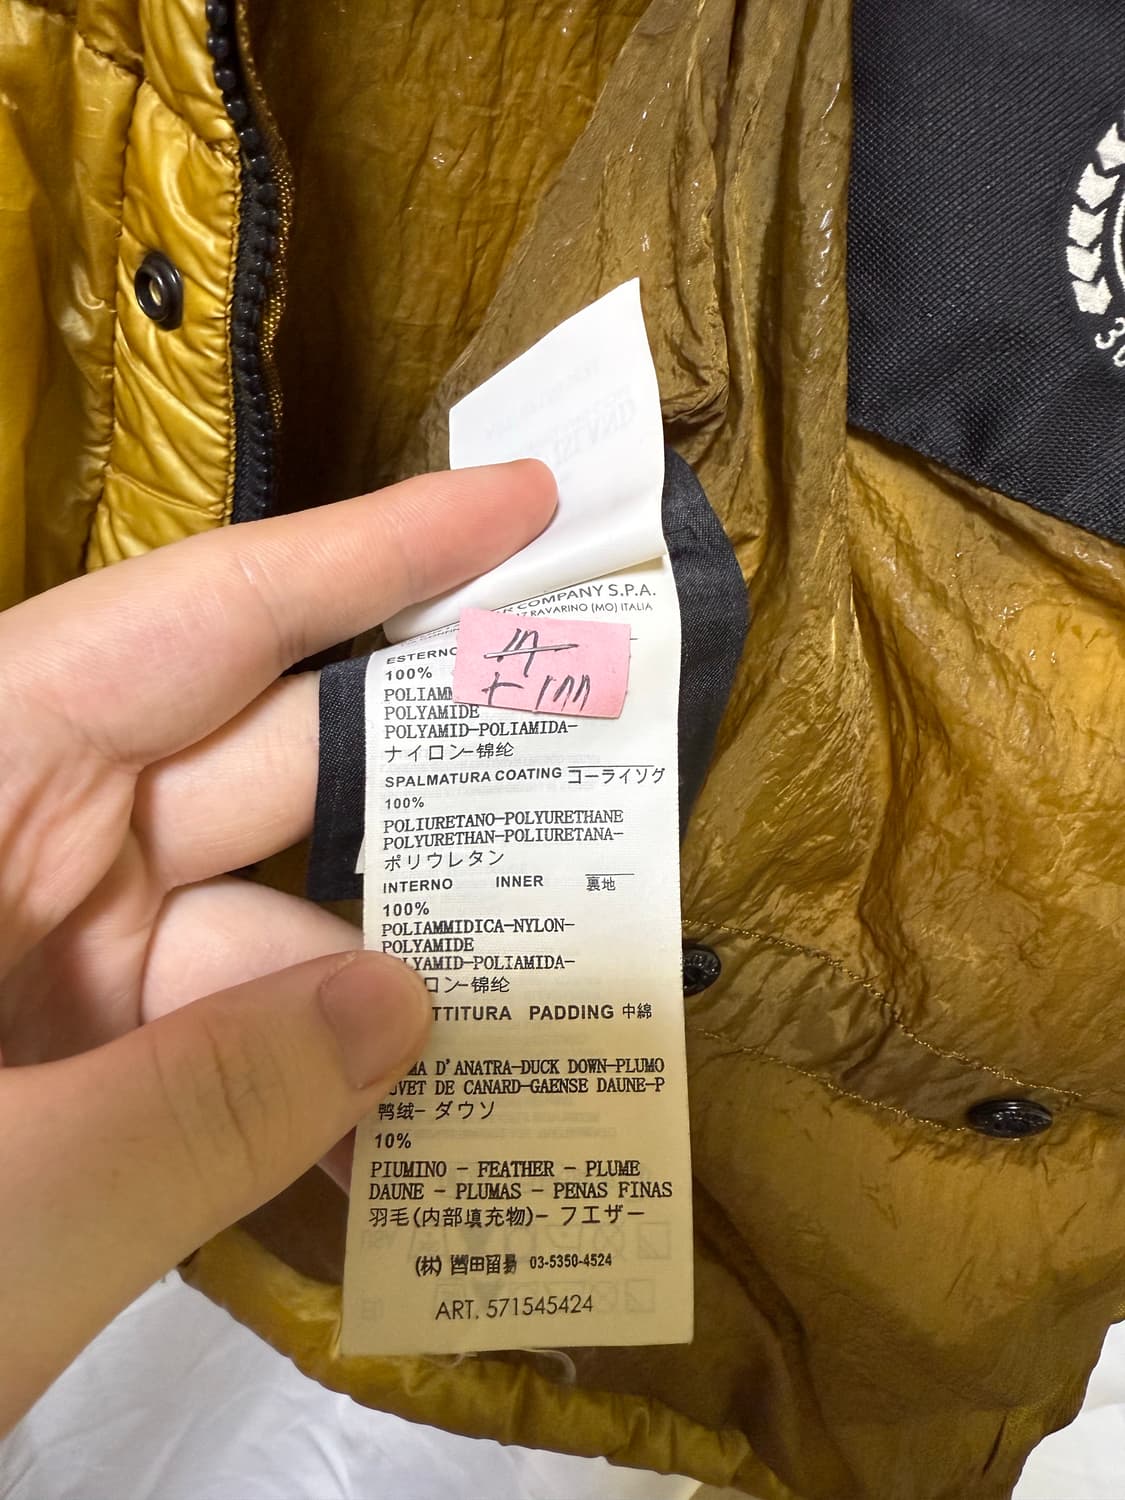 COMPANY S.P.A.
RAVARINO (MO) ITALIA
ESTERNO
100%
POLIAMM
POLYAMIDE
POLYAMID-POLIAMIDA-
ナイロン-锦纶
SPALMATURA COATING コーライソグ
100%
POLIURETANO-POLYURETHANE
POLYURETHAN-POLIURETANA-
ポリウレタン
INTERNO INNER 裏地
100%
POLIAMMIDICA-NYLON-
POLYAMIDE
LYAMID-POLIAMIDA-
ロン-锦纶
TTITURA PADDING 中綿
MA D'ANATRA-DUCK DOWN-PLUMO
VET DE CANARD-GAENSE DAUNE-P
鸭绒- ダウソ
10%
PIUMINO - FEATHER - PLUME
DAUNE - PLUMAS - PENAS FINAS
羽毛(内部填充物)- フエザー
(株) 03-5350-4524
ART. 571545424